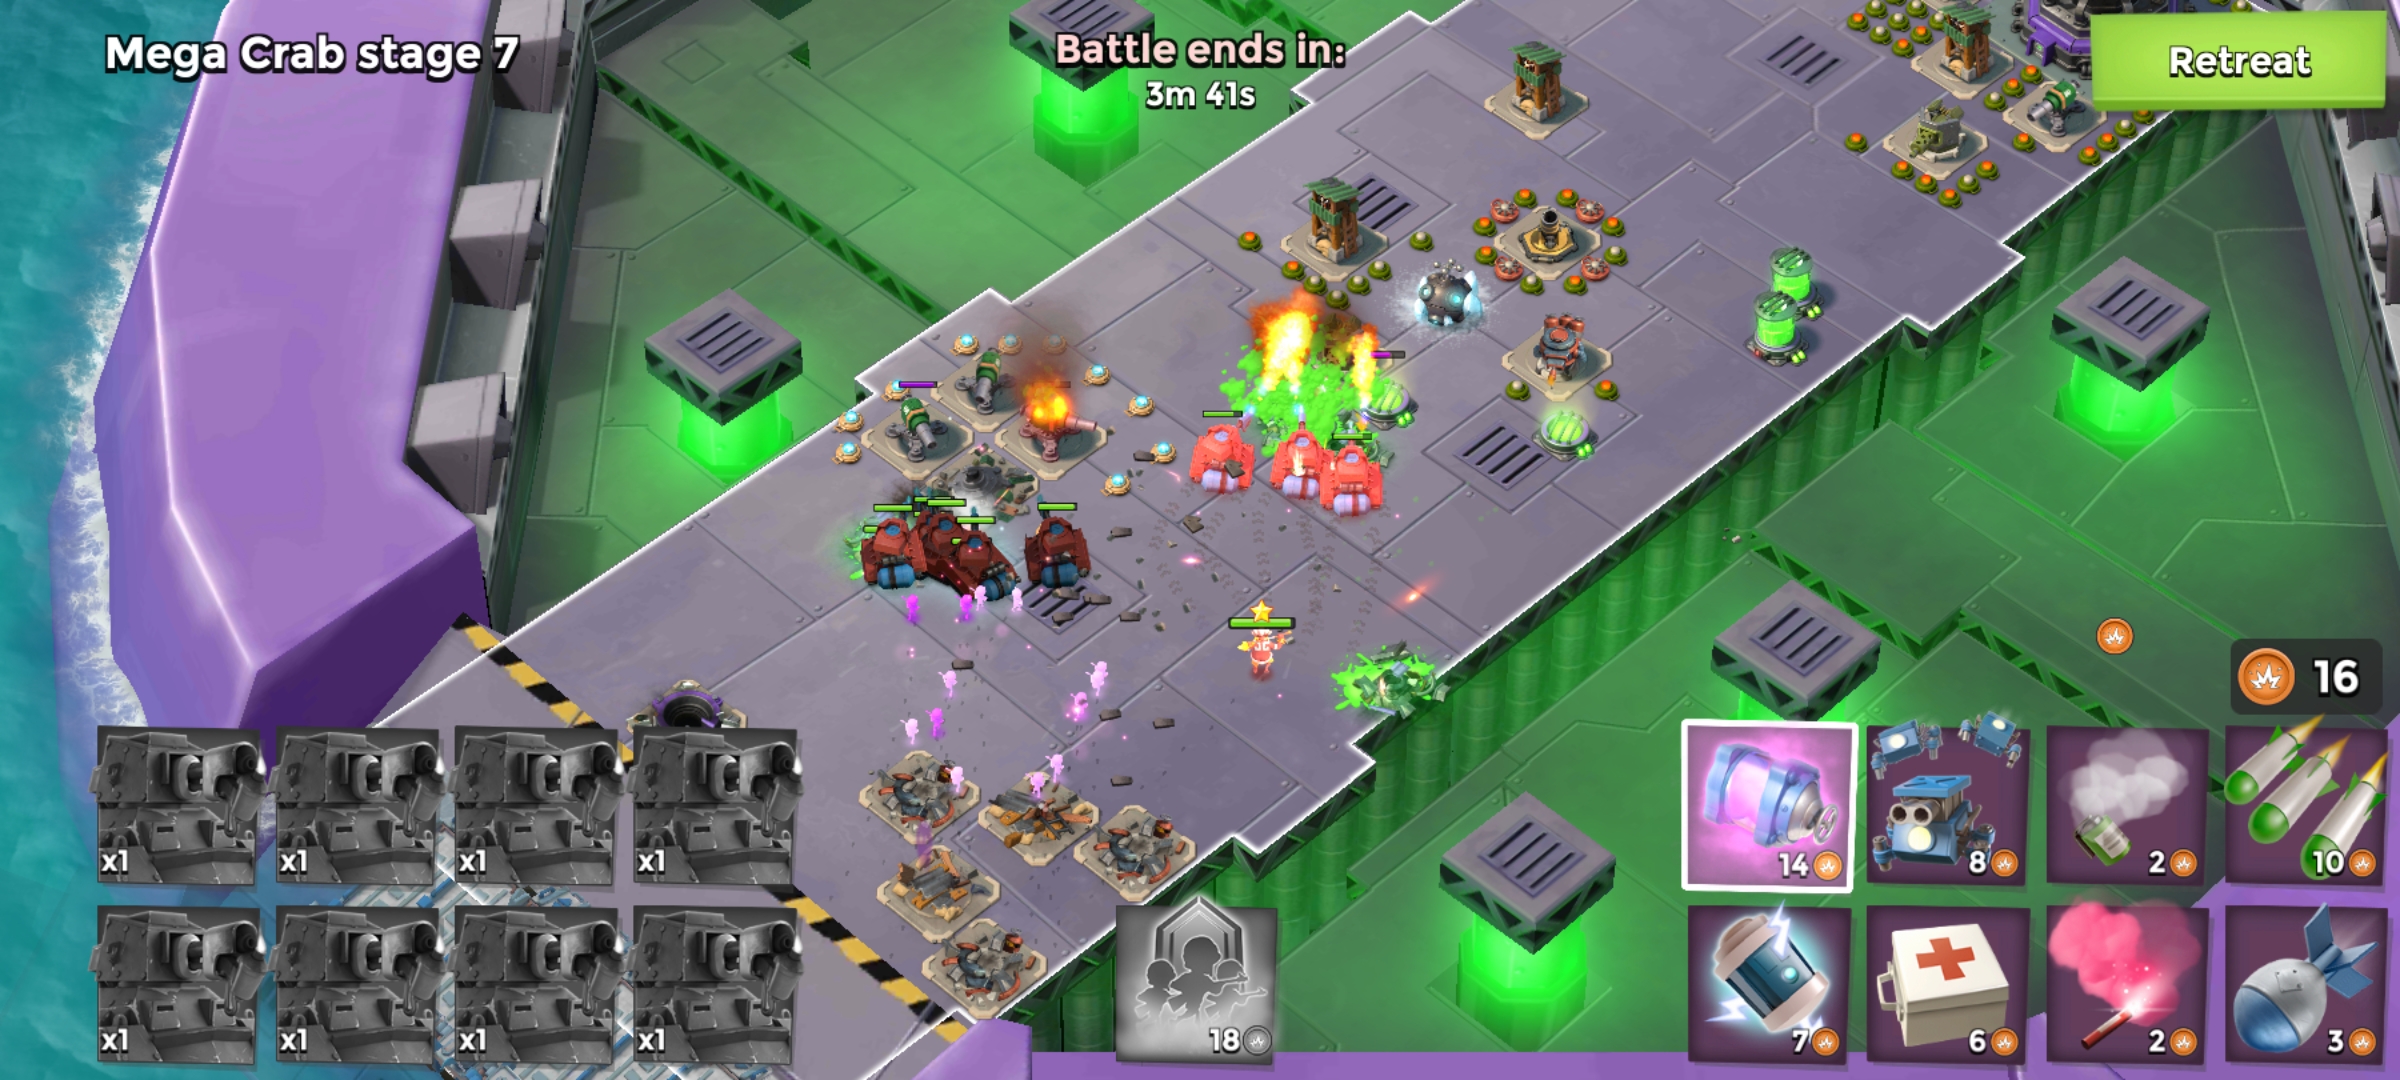 Mega Crab stage 7
Battle ends in:
3m 41s
Retreat
16
x1
x1
x1
x1
14
8
2
10
x1
x1
x1
x1
18
7
6
2
3